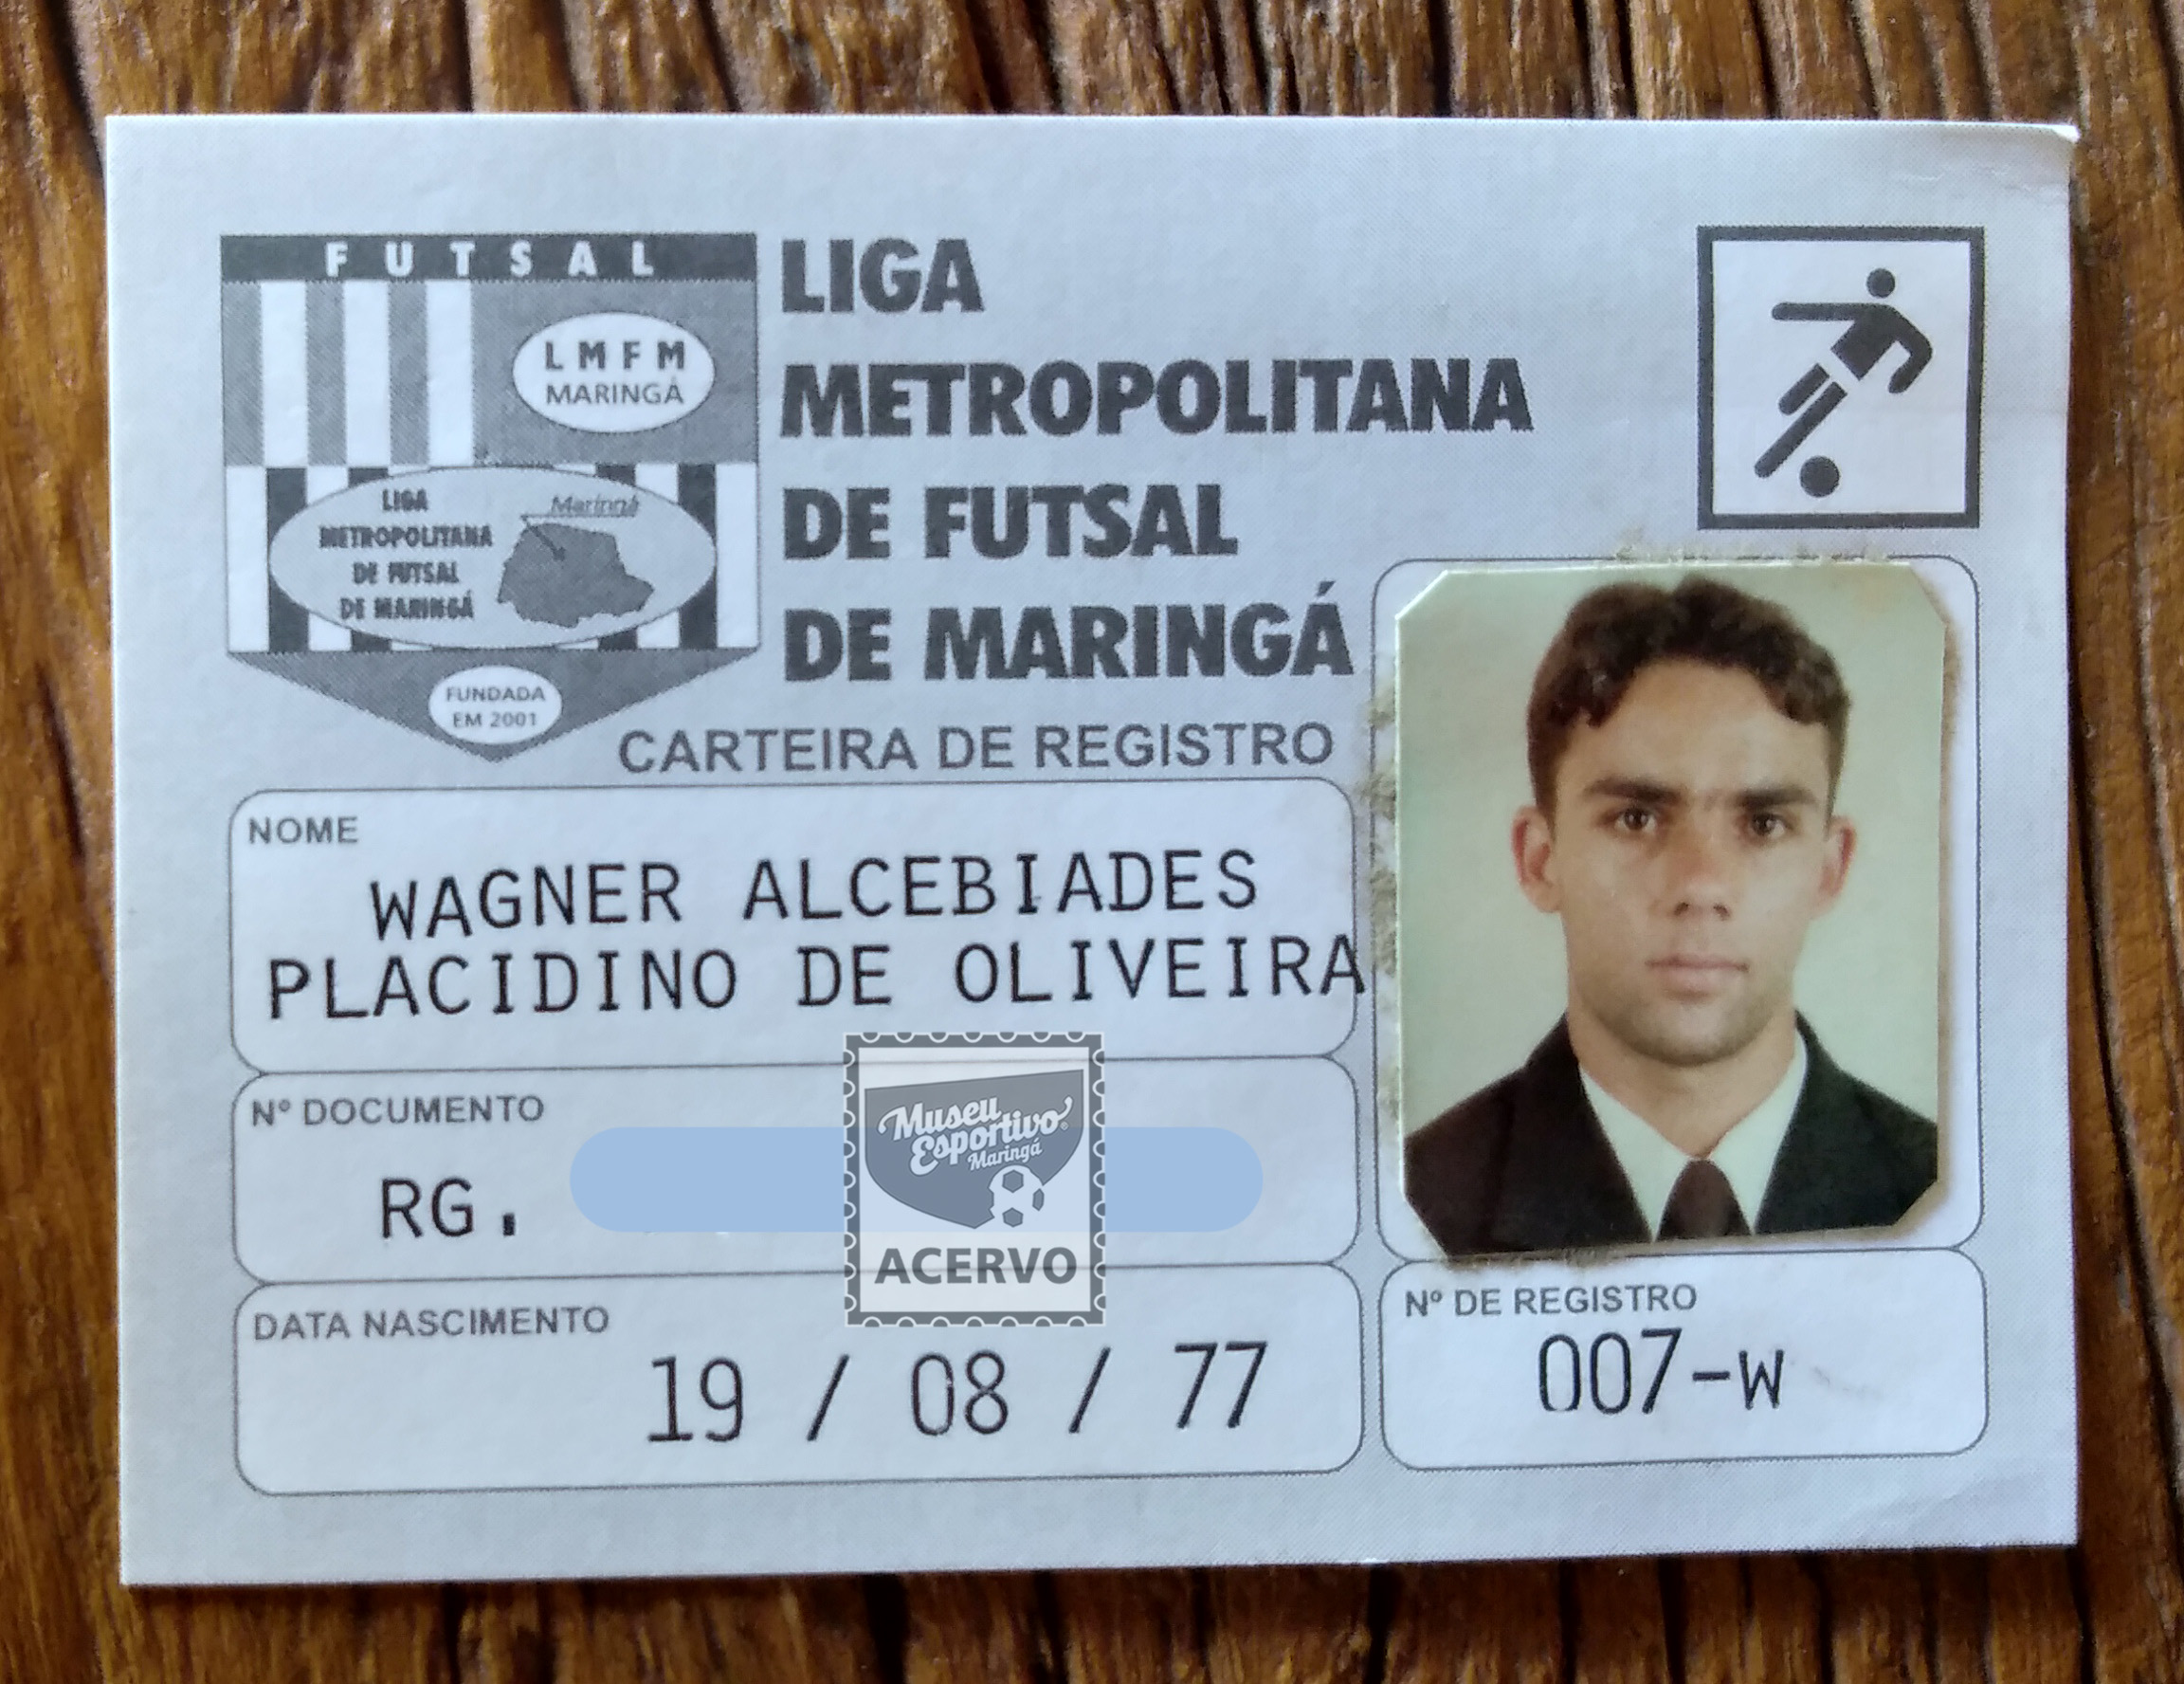 FUTSAL
LMFM
MARINGÁ
LIGA
METROPOLITANA
DE FUTSAL
DE MARINGÁ
Maringá
FUNDADA
EM 2001
LIGA
METROPOLITANA
DE FUTSAL
DE MARINGÁ
CARTEIRA DE REGISTRO
NOME
WAGNER ALCEBIADES
PLACIDINO DE OLIVEIRA
Nº DOCUMENTO
RG.
Museu
Esportivo®
Maringá
ACERVO
DATA NASCIMENTO
19 / 08 / 77
Nº DE REGISTRO
007-W